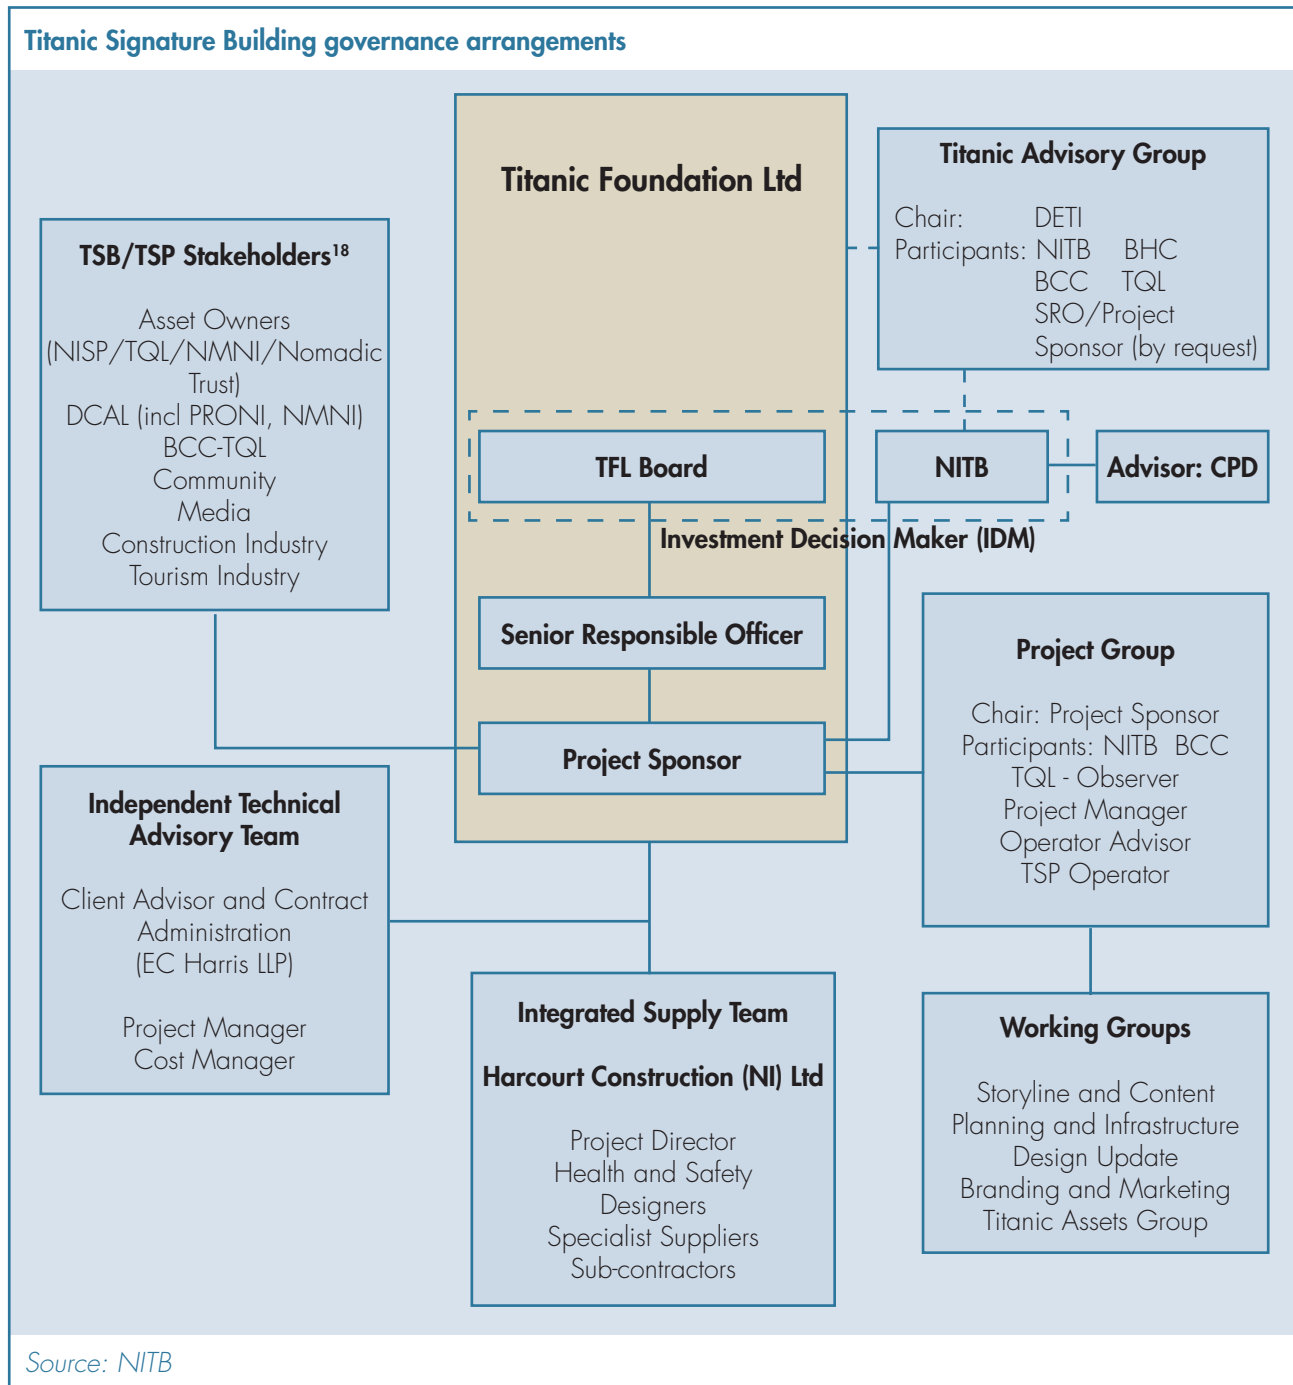 Titanic Signature Building governance arrangements
Titanic Foundation Ltd
Titanic Advisory Group
Chair: DETI
Participants: NITB BHC
BCC TQL
SRO/Project
Sponsor (by request)
TSB/TSP Stakeholders¹⁸
Asset Owners
(NISP/TQL/NMNI/Nomadic
Trust)
DCAL (incl PRONI, NMNI)
BCC-TQL
Community
Media
Construction Industry
Tourism Industry
TFL Board
NITB
Advisor: CPD
Investment Decision Maker (IDM)
Senior Responsible Officer
Project Sponsor
Project Group
Chair: Project Sponsor
Participants: NITB BCC
TQL - Observer
Project Manager
Operator Advisor
TSP Operator
Independent Technical
Advisory Team
Client Advisor and Contract
Administration
(EC Harris LLP)
Project Manager
Cost Manager
Integrated Supply Team
Harcourt Construction (NI) Ltd
Project Director
Health and Safety
Designers
Specialist Suppliers
Sub-contractors
Working Groups
Storyline and Content
Planning and Infrastructure
Design Update
Branding and Marketing
Titanic Assets Group
Source: NITB